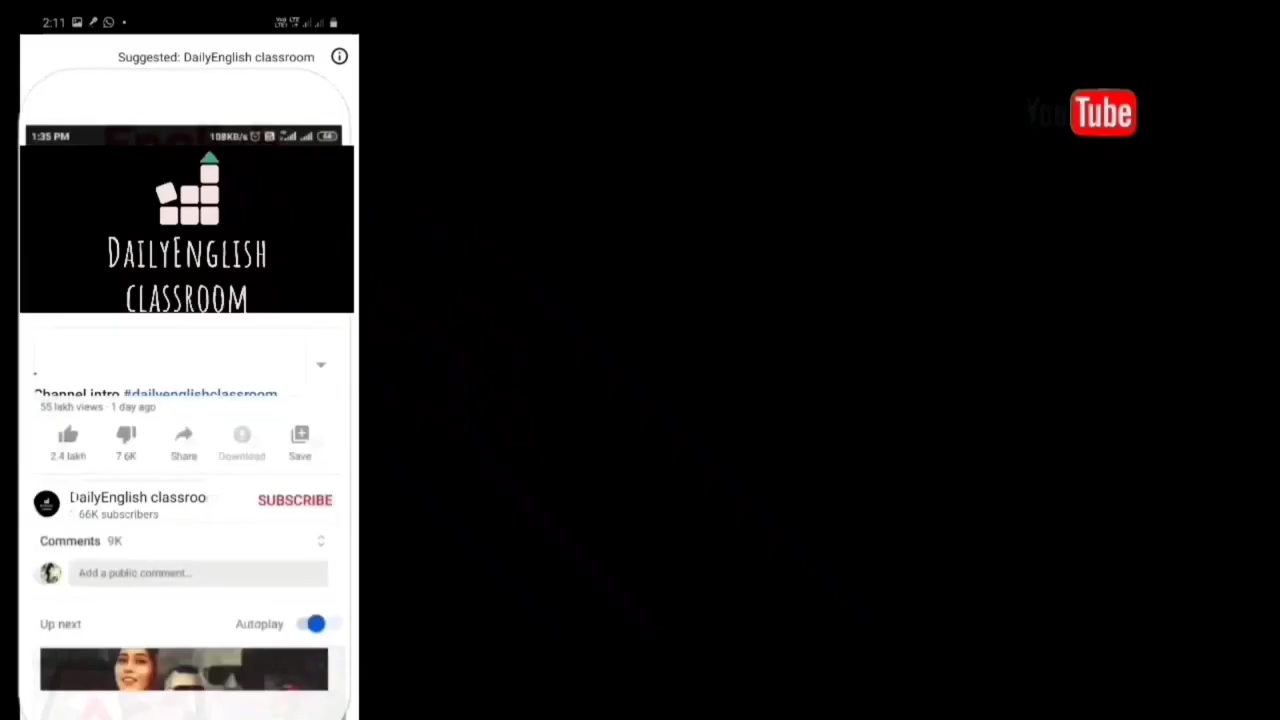 2:11
Suggested: DailyEnglish classroom
YouTube
1:35 PM
108KB/s
DAILYENGLISH
CLASSROOM
Channel intro #dailyenglishclassroom
55 lakh views · 1 day ago
2.4 lakh
7.6K
Share
Download
Save
DailyEnglish classroo
66K subscribers
SUBSCRIBE
Comments 9K
Add a public comment...
Up next
Autoplay